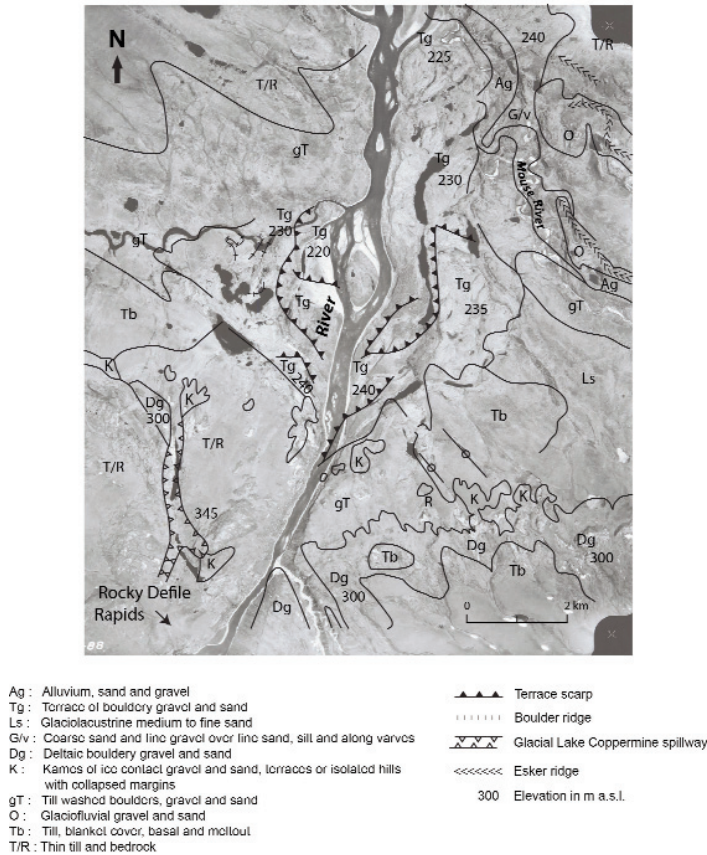 N
Tg
225
240
T/R
T/R
Ag
G/v
O
gT
Tg
230
Mouse River
Tg
230
Tg
220
gT
O
Ag
Tg
River
Tg
235
gT
Tb
K
Tg
240
Tg
240
Ls
Dg
300
K
Tb
T/R
T/R
K
O
O
R
K
K
gT
345
K
Tb
Dg
Dg
300
Dg
300
Tb
Rocky Defile
Rapids
Dg
0 2 km
88
Ag : Alluvium, sand and gravel
Tg : Terrace of bouldery gravel and sand
Ls : Glaciolacustrine medium to fine sand
G/v : Coarse sand and fine gravel over fine sand, silt and along varves
Dg : Deltaic bouldery gravel and sand
K : Kames of ice contact gravel and sand, terraces or isolated hills
with collapsed margins
gT : Till washed boulders, gravel and sand
O : Glaciofluvial gravel and sand
Tb : Till, blanket cover, basal and meltout
T/R : Thin till and bedrock
Terrace scarp
Boulder ridge
Glacial Lake Coppermine spillway
Esker ridge
300 Elevation in m a.s.l.